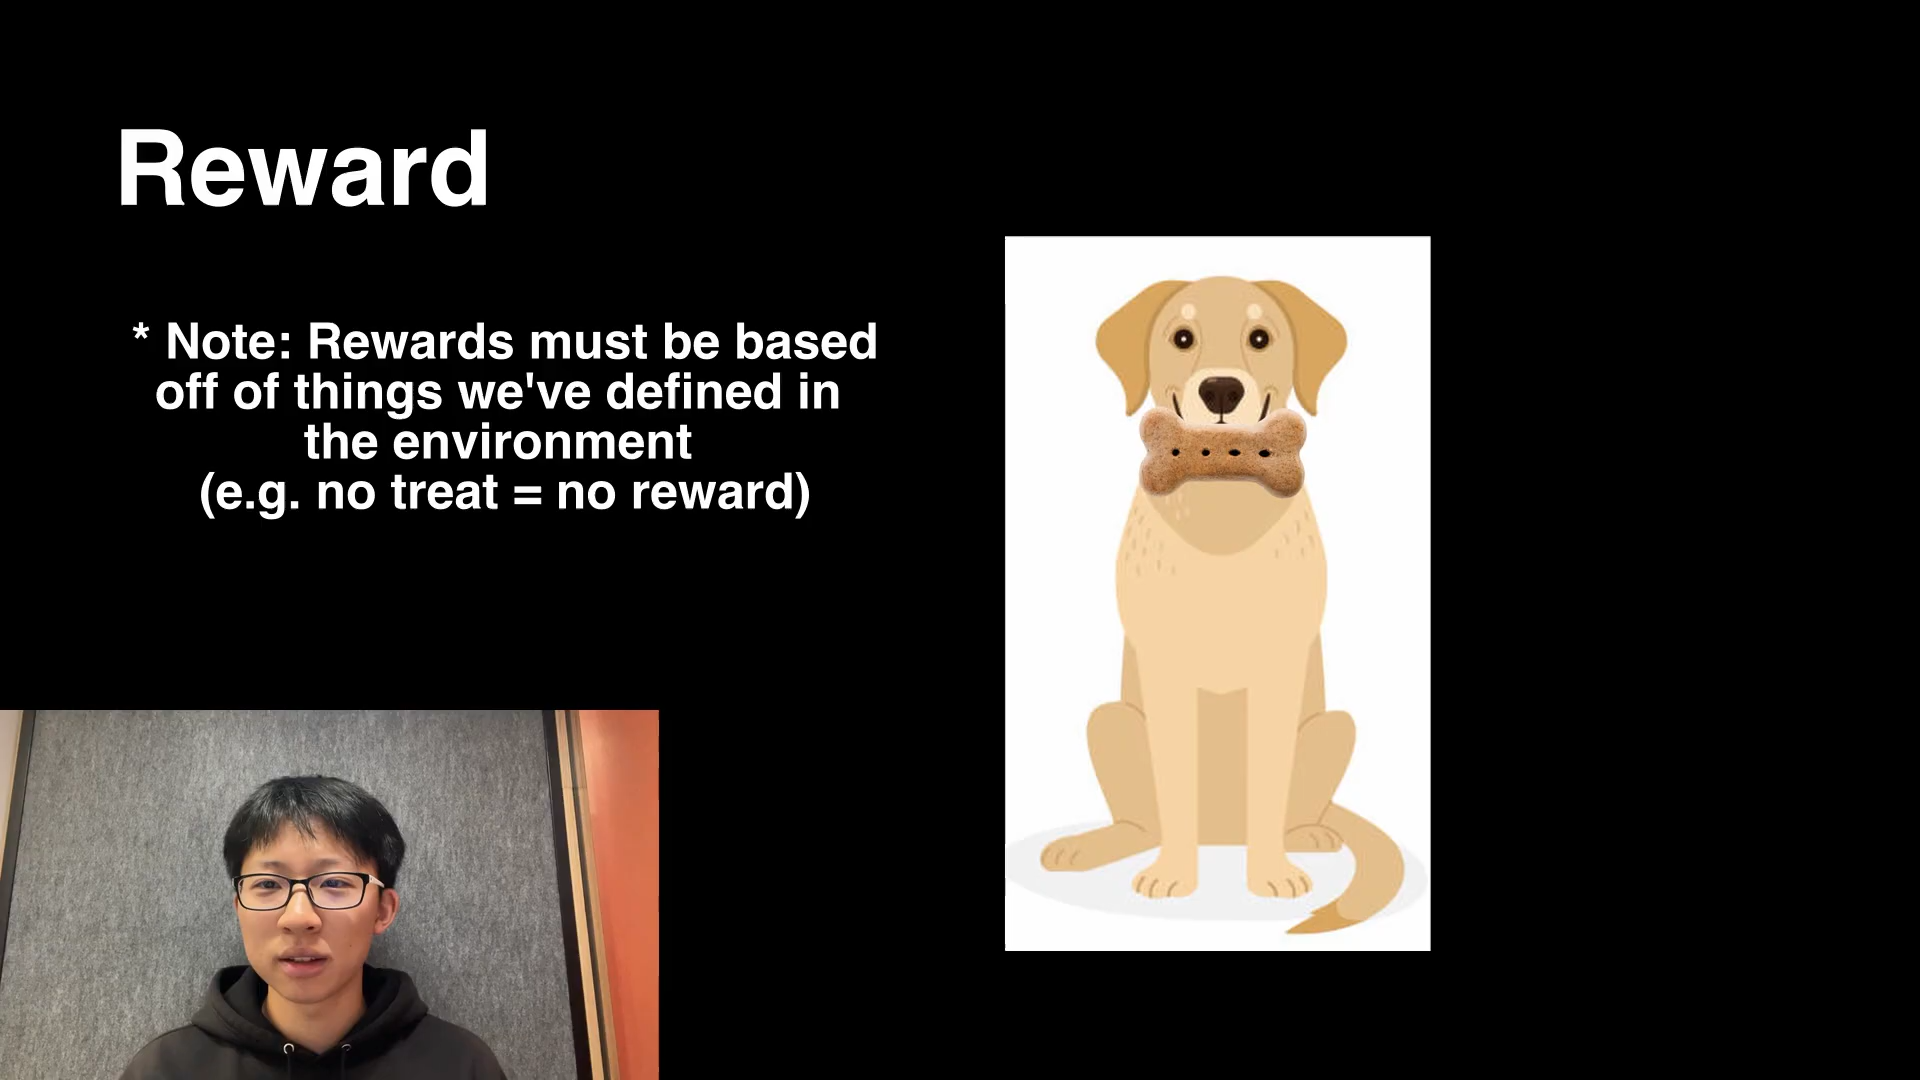 Reward
* Note: Rewards must be based
off of things we've defined in
the environment
(e.g. no treat = no reward)